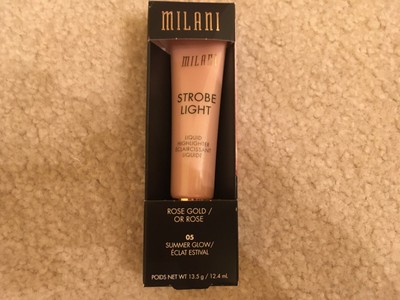 MILANI
MILANI
STROBE
LIGHT
LIQUID
HIGHLIGHTER
ÉCLAIRCISSANT
LIQUIDE
ROSE GOLD /
OR ROSE
05
SUMMER GLOW/
ÉCLAT ESTIVAL
POIDS NET WT 13.5 g / 12.4 mL